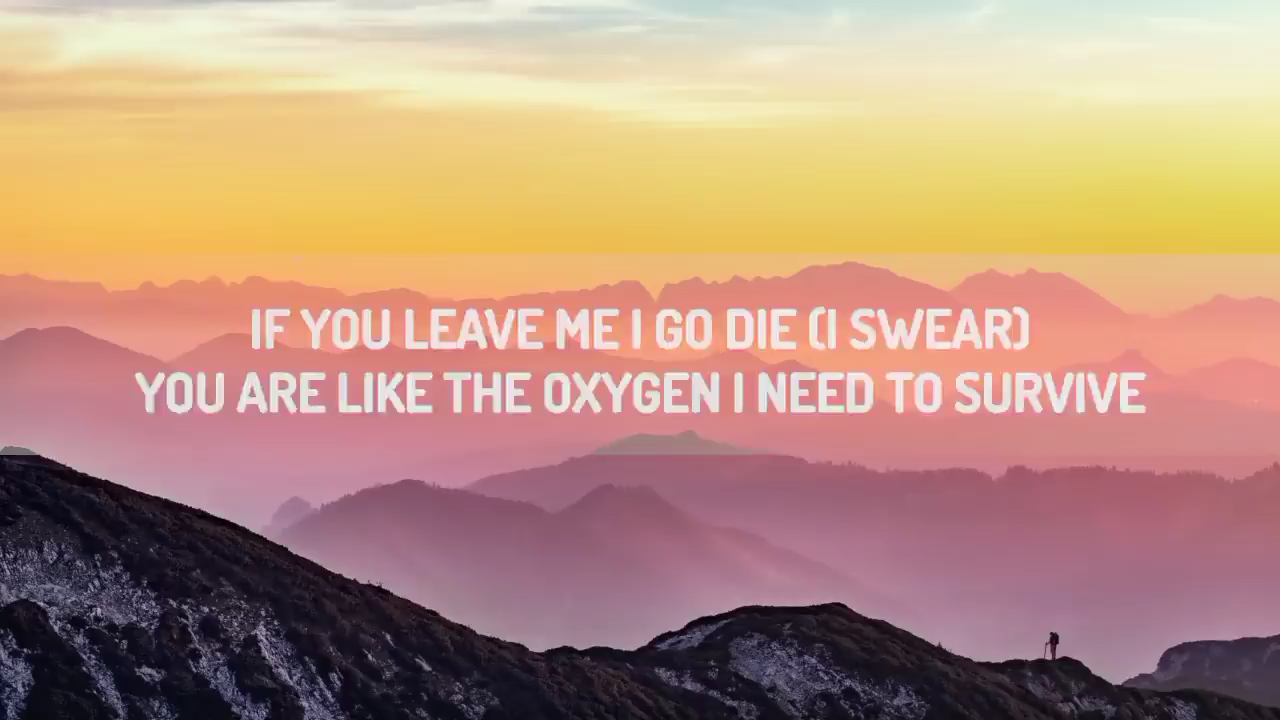 IF YOU LEAVE ME I GO DIE (I SWEAR)
YOU ARE LIKE THE OXYGEN I NEED TO SURVIVE